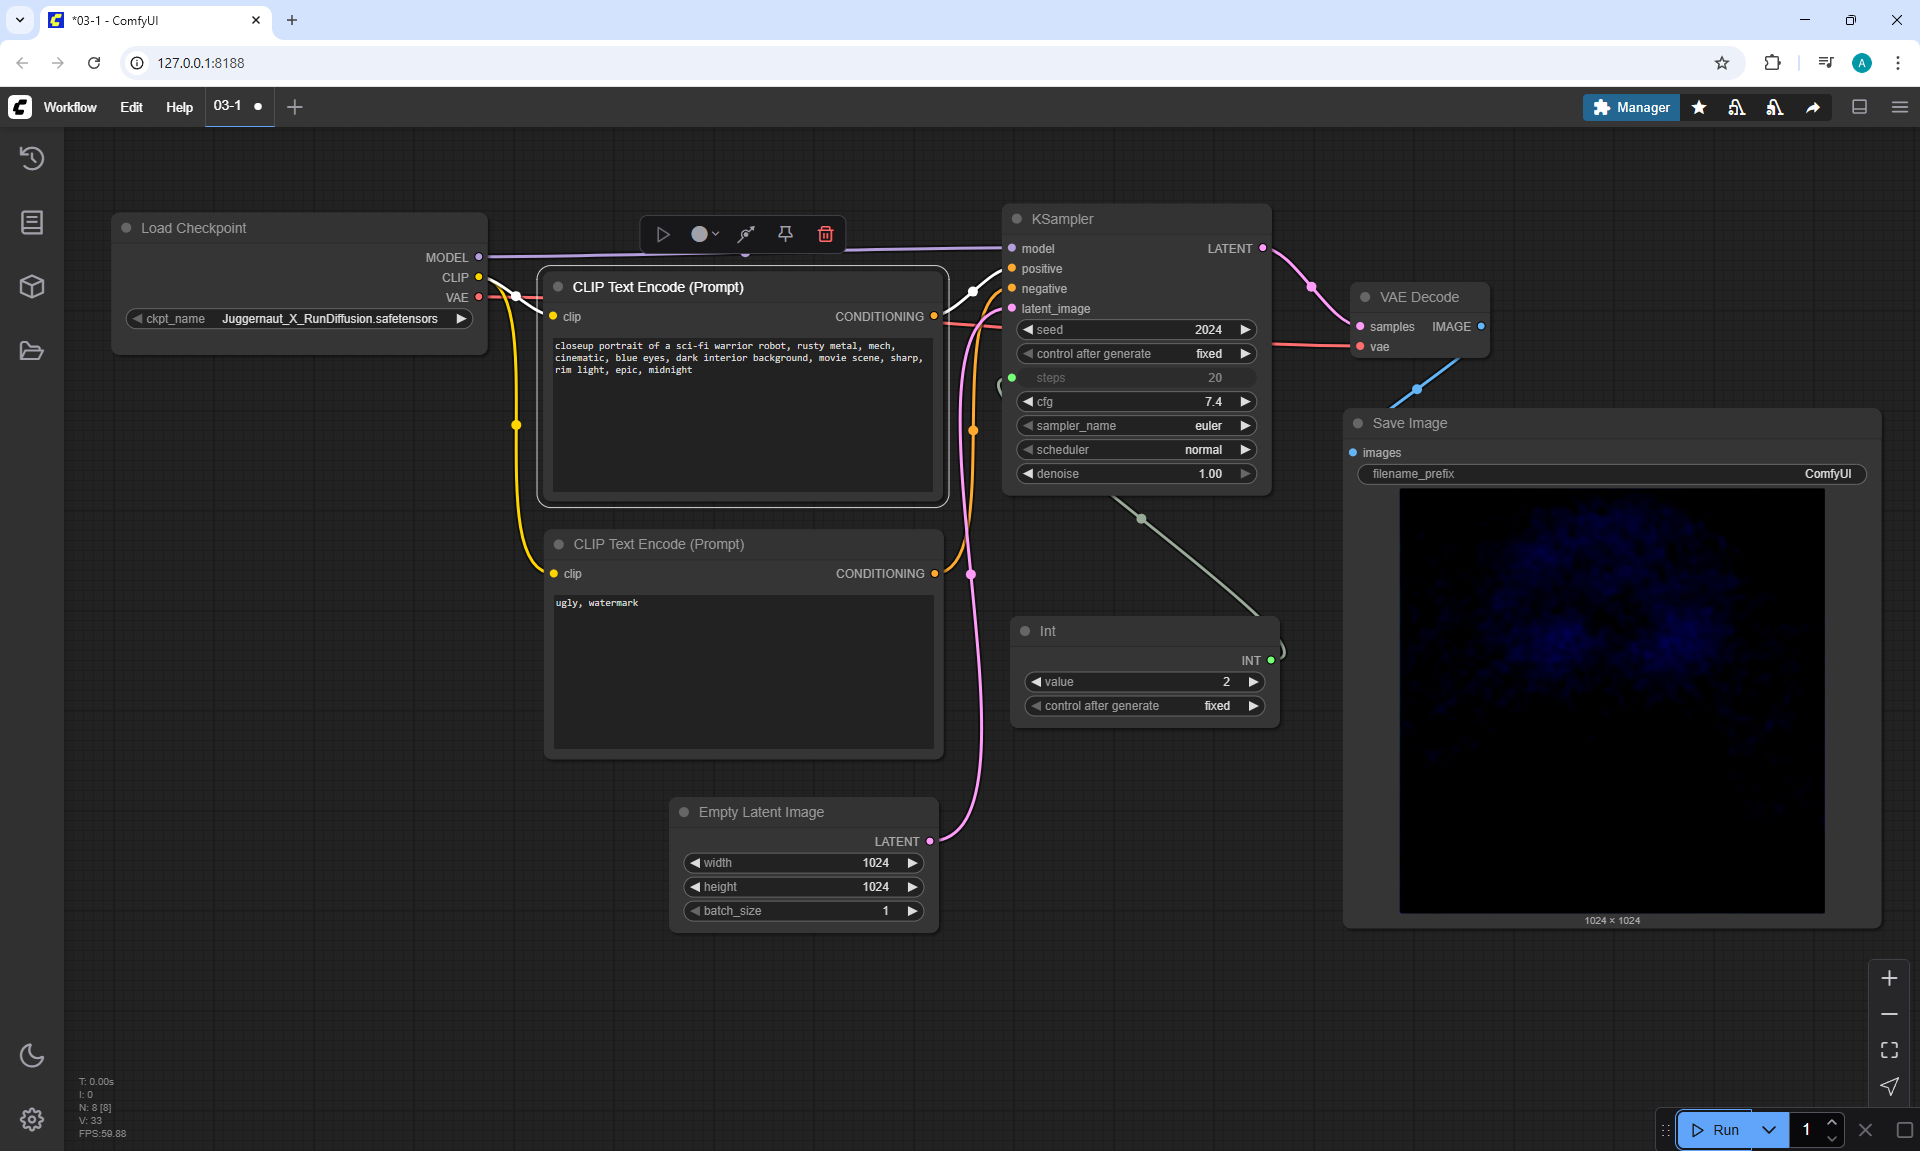 *03-1 - ComfyUI
127.0.0.1:8188
A
Workflow
Edit
Help
03-1
Manager
Load Checkpoint
MODEL
CLIP
VAE
ckpt_name Juggernaut_X_RunDiffusion.safetensors
CLIP Text Encode (Prompt)
clip CONDITIONING
closeup portrait of a sci-fi warrior robot, rusty metal, mech,
cinematic, blue eyes, dark interior background, movie scene, sharp,
rim light, epic, midnight
CLIP Text Encode (Prompt)
clip CONDITIONING
ugly, watermark
Empty Latent Image
LATENT
width 1024
height 1024
batch_size 1
KSampler
model LATENT
positive
negative
latent_image
seed 2024
control after generate fixed
steps 20
cfg 7.4
sampler_name euler
scheduler normal
denoise 1.00
Int
INT
value 2
control after generate fixed
VAE Decode
samples IMAGE
vae
Save Image
images
filename_prefix ComfyUI
1024 × 1024
T: 0.00s
I: 0
N: 8 [8]
V: 33
FPS:59.88
Run
1